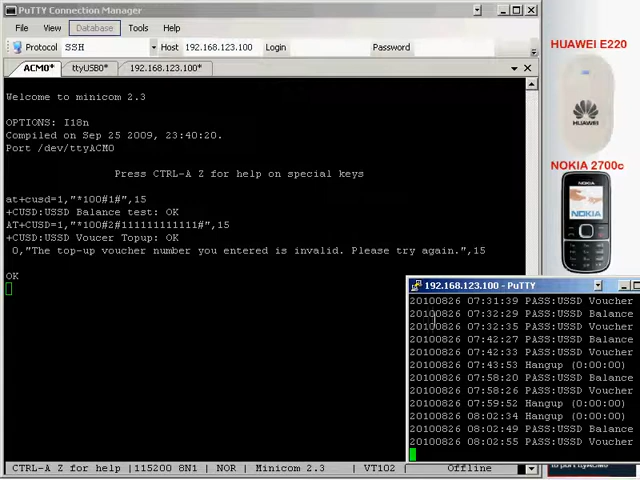 PuTTY Connection Manager
File View Database Tools Help
Protocol SSH Host 192.168.123.100 Login Password
ACM0* ttyUSB0* 192.168.123.100*
Welcome to minicom 2.3
OPTIONS: I18n
Compiled on Sep 25 2009, 23:40:20.
Port /dev/ttyACM0
Press CTRL-A Z for help on special keys
at+cusd=1,"*100#1#",15
+CUSD:USSD Balance test: OK
AT+CUSD=1,"*100#2#111111111111#",15
+CUSD:USSD Voucer Topup: OK
0,"The top-up voucher number you entered is invalid. Please try again.",15
OK
CTRL-A Z for help |115200 8N1 | NOR | Minicom 2.3 | VT102 | Offline
HUAWEI E220
HUAWEI
NOKIA 2700c
192.168.123.100 - PuTTY
20100826 07:31:39 PASS:USSD Voucher
20100826 07:32:29 PASS:USSD Balance
20100826 07:32:35 PASS:USSD Voucher
20100826 07:42:27 PASS:USSD Balance
20100826 07:42:33 PASS:USSD Voucher
20100826 07:43:53 Hangup (0:00:00)
20100826 07:58:20 PASS:USSD Balance
20100826 07:58:26 PASS:USSD Voucher
20100826 07:59:52 Hangup (0:00:00)
20100826 08:02:34 Hangup (0:00:00)
20100826 08:02:49 PASS:USSD Balance
20100826 08:02:55 PASS:USSD Voucher